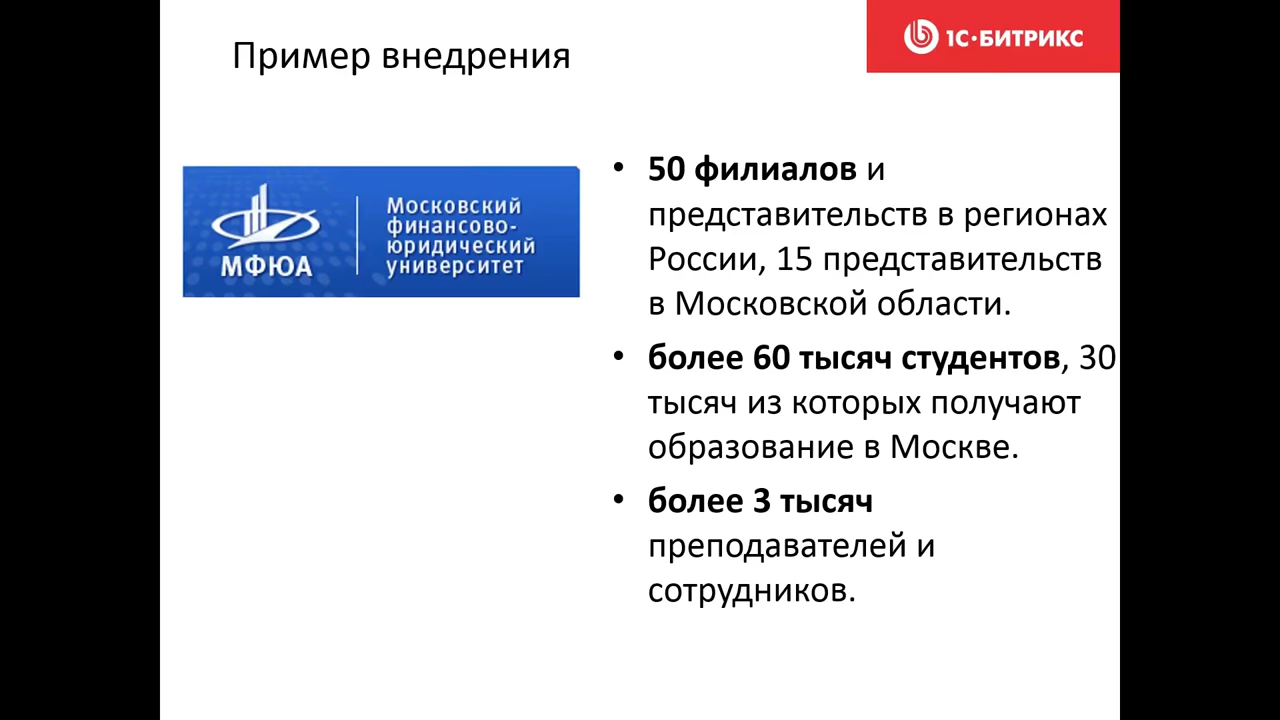 Пример внедрения
1С·БИТРИКС
МФЮА
Московский
финансово-
юридический
университет
• 50 филиалов и
представительств в регионах
России, 15 представительств
в Московской области.
• более 60 тысяч студентов, 30
тысяч из которых получают
образование в Москве.
• более 3 тысяч
преподавателей и
сотрудников.